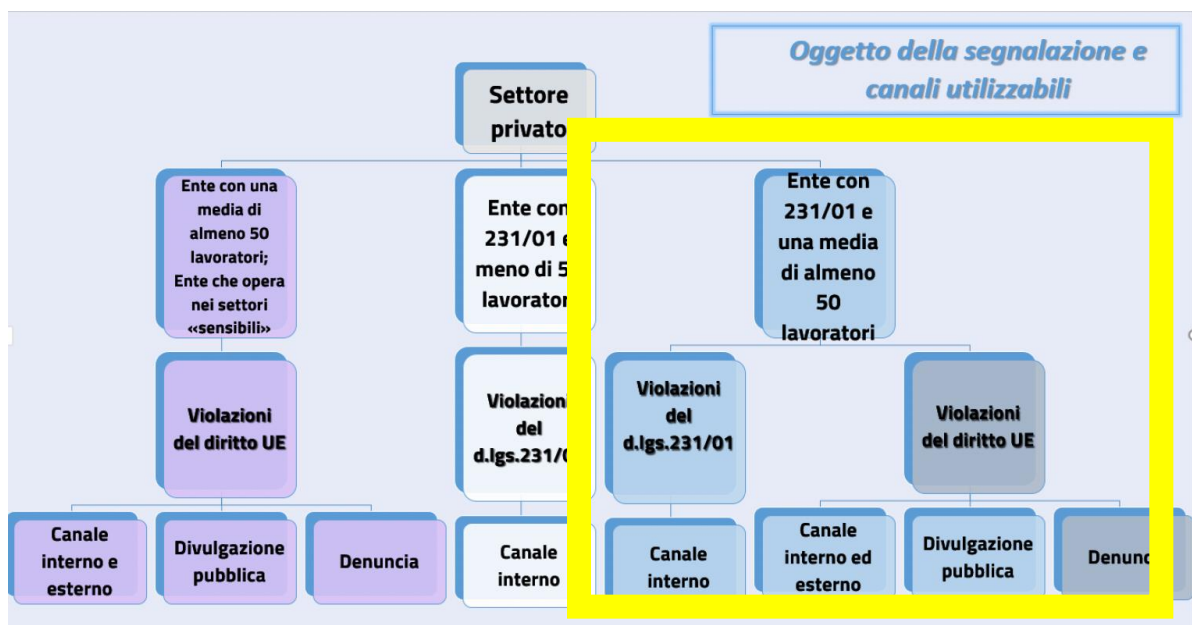 Oggetto della segnalazione e
canali utilizzabili
Settore
privato
Ente con una
media di
almeno 50
lavoratori;
Ente che opera
nei settori
«sensibili»
Violazioni
del diritto UE
Canale
interno e
esterno
Divulgazione
pubblica
Denuncia
Ente con
231/01 e
meno di 5
lavorator
Violazioni
del
d.lgs.231/0
Canale
interno
Ente con
231/01 e
una media
di almeno
50
lavoratori
Violazioni
del
d.lgs.231/01
Canale
interno
Violazioni
del diritto UE
Canale
interno ed
esterno
Divulgazione
pubblica
Denunc